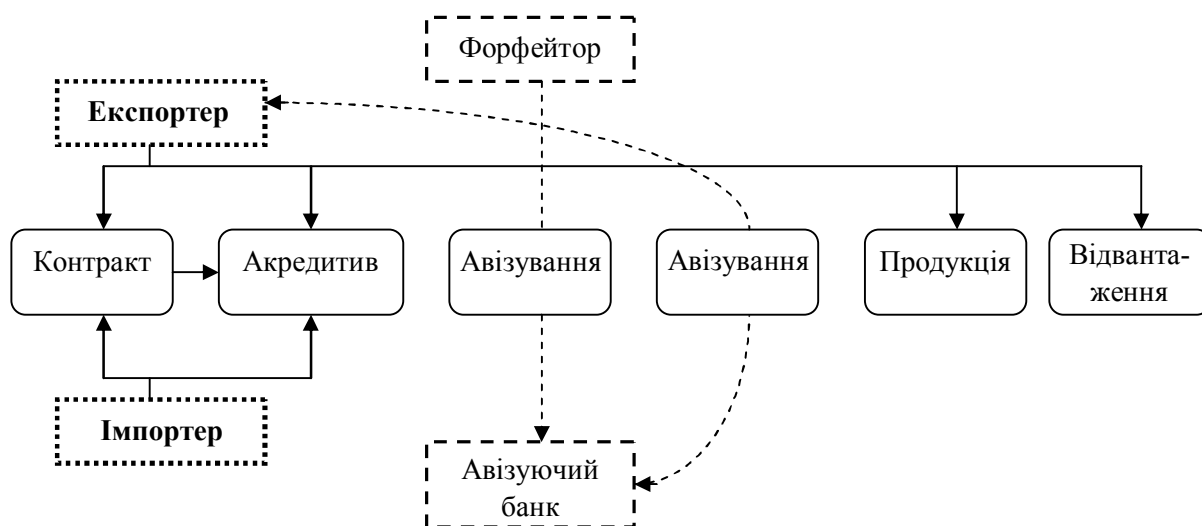 Форфейтор
Експортер
Контракт
Акредитив
Авізування
Авізування
Продукція
Відванта-
ження
Імпортер
Авізуючий
банк